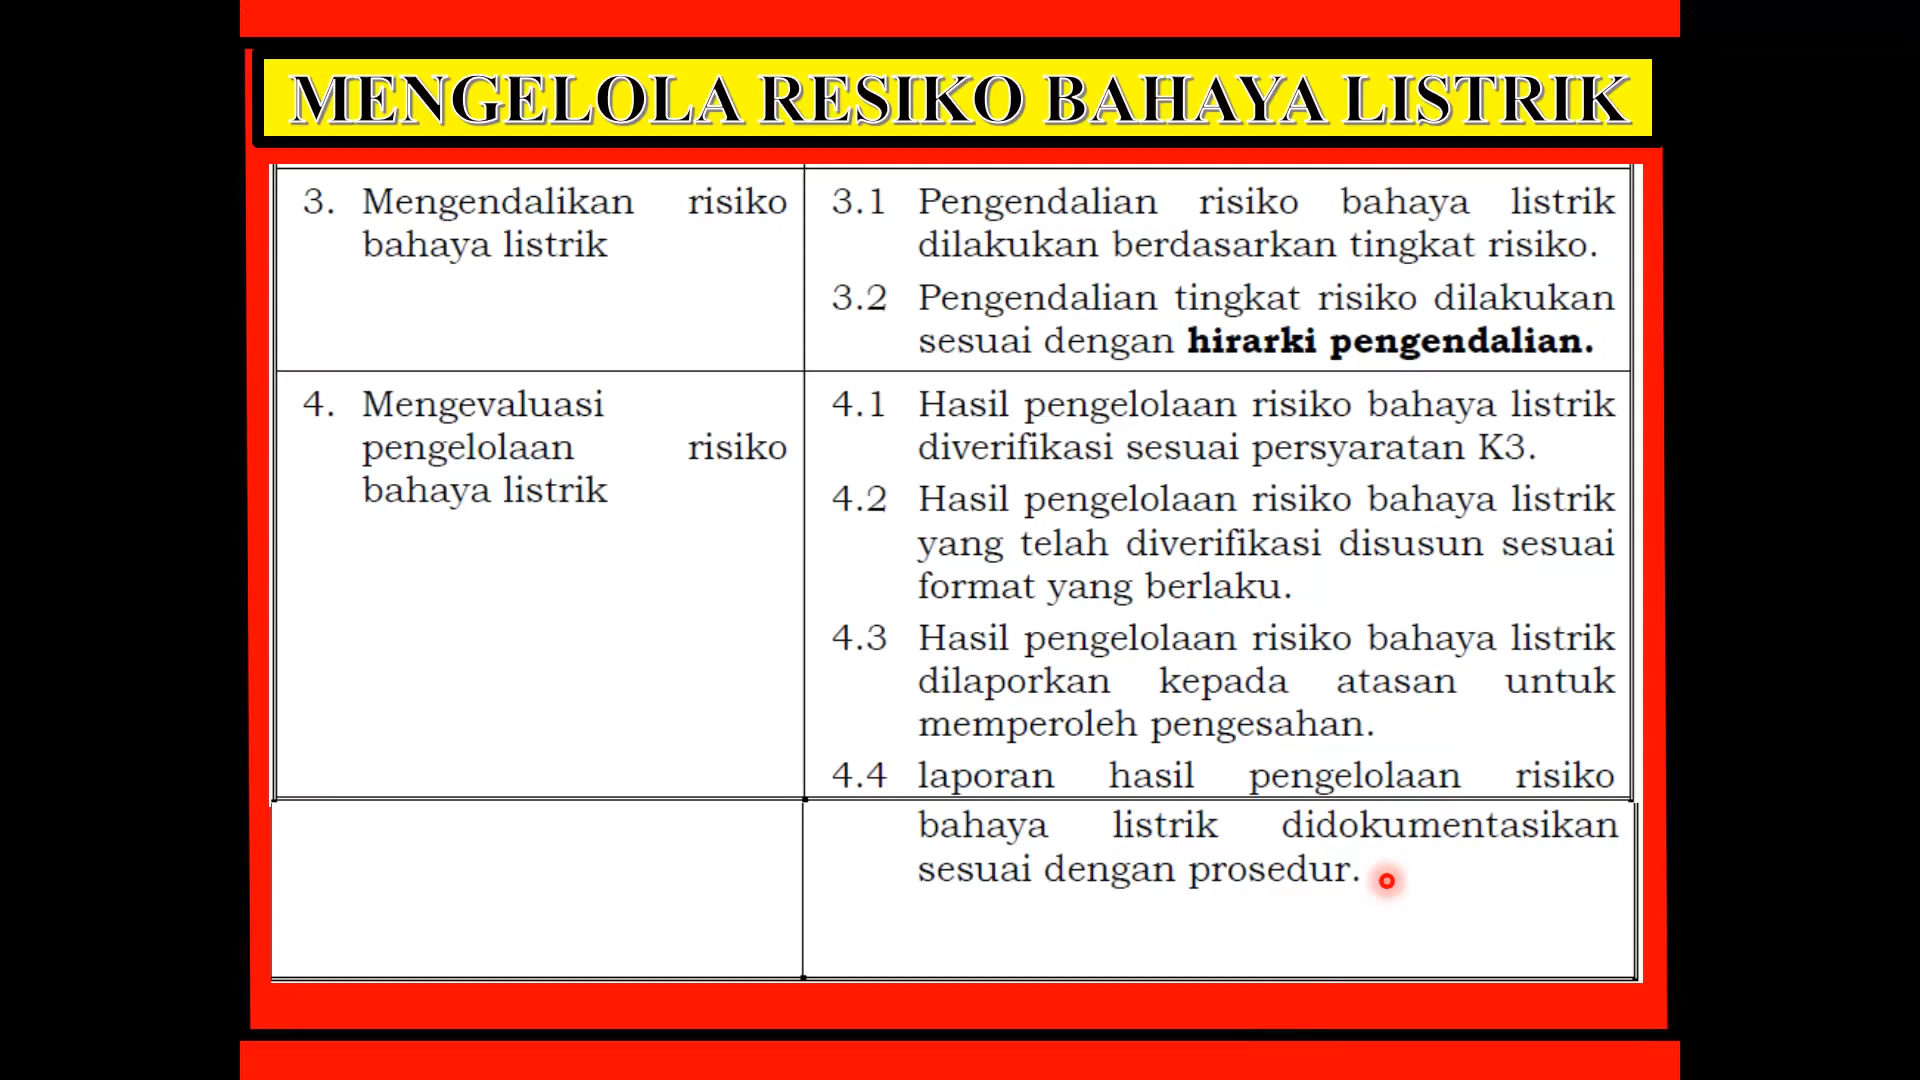 MENGELOLA RESIKO BAHAYA LISTRIK
3. Mengendalikan risiko
bahaya listrik
3.1 Pengendalian risiko bahaya listrik
dilakukan berdasarkan tingkat risiko.
3.2 Pengendalian tingkat risiko dilakukan
sesuai dengan hirarki pengendalian.
4. Mengevaluasi
pengelolaan risiko
bahaya listrik
4.1 Hasil pengelolaan risiko bahaya listrik
diverifikasi sesuai persyaratan K3.
4.2 Hasil pengelolaan risiko bahaya listrik
yang telah diverifikasi disusun sesuai
format yang berlaku.
4.3 Hasil pengelolaan risiko bahaya listrik
dilaporkan kepada atasan untuk
memperoleh pengesahan.
4.4 laporan hasil pengelolaan risiko
bahaya listrik didokumentasikan
sesuai dengan prosedur.